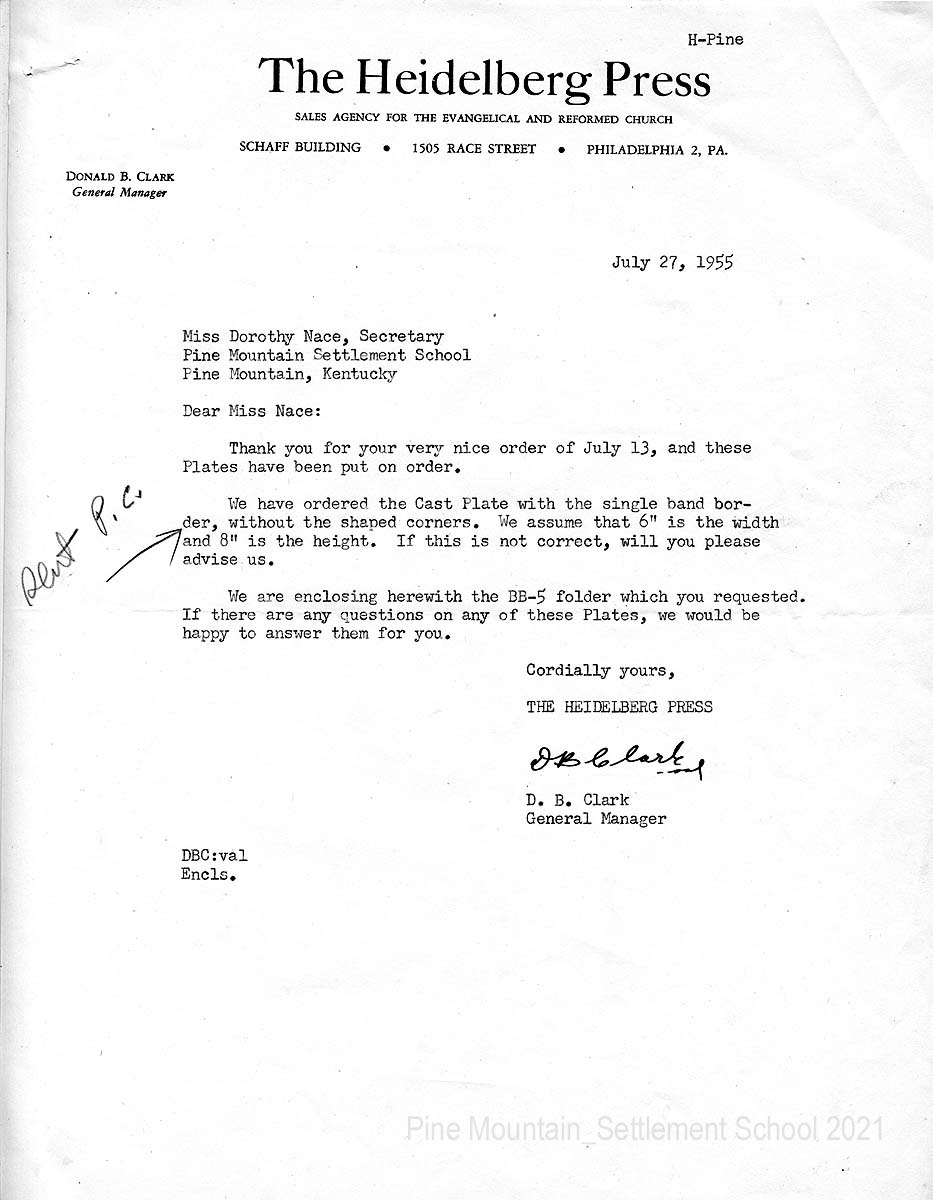 H-Pine
The Heidelberg Press
SALES AGENCY FOR THE EVANGELICAL AND REFORMED CHURCH
SCHAFF BUILDING • 1505 RACE STREET • PHILADELPHIA 2, PA.
DONALD B. CLARK
General Manager
July 27, 1955
Miss Dorothy Nace, Secretary
Pine Mountain Settlement School
Pine Mountain, Kentucky
Dear Miss Nace:
Thank you for your very nice order of July 13, and these
Plates have been put on order.
Sent P.C.
We have ordered the Cast Plate with the single band bor-
der, without the shaped corners. We assume that 6" is the width
and 8" is the height. If this is not correct, will you please
advise us.
We are enclosing herewith the BB-5 folder which you requested.
If there are any questions on any of these Plates, we would be
happy to answer them for you.
Cordially yours,
THE HEIDELBERG PRESS
D B Clark
D. B. Clark
General Manager
DBC:val
Encls.
Pine Mountain_Settlement School 2021